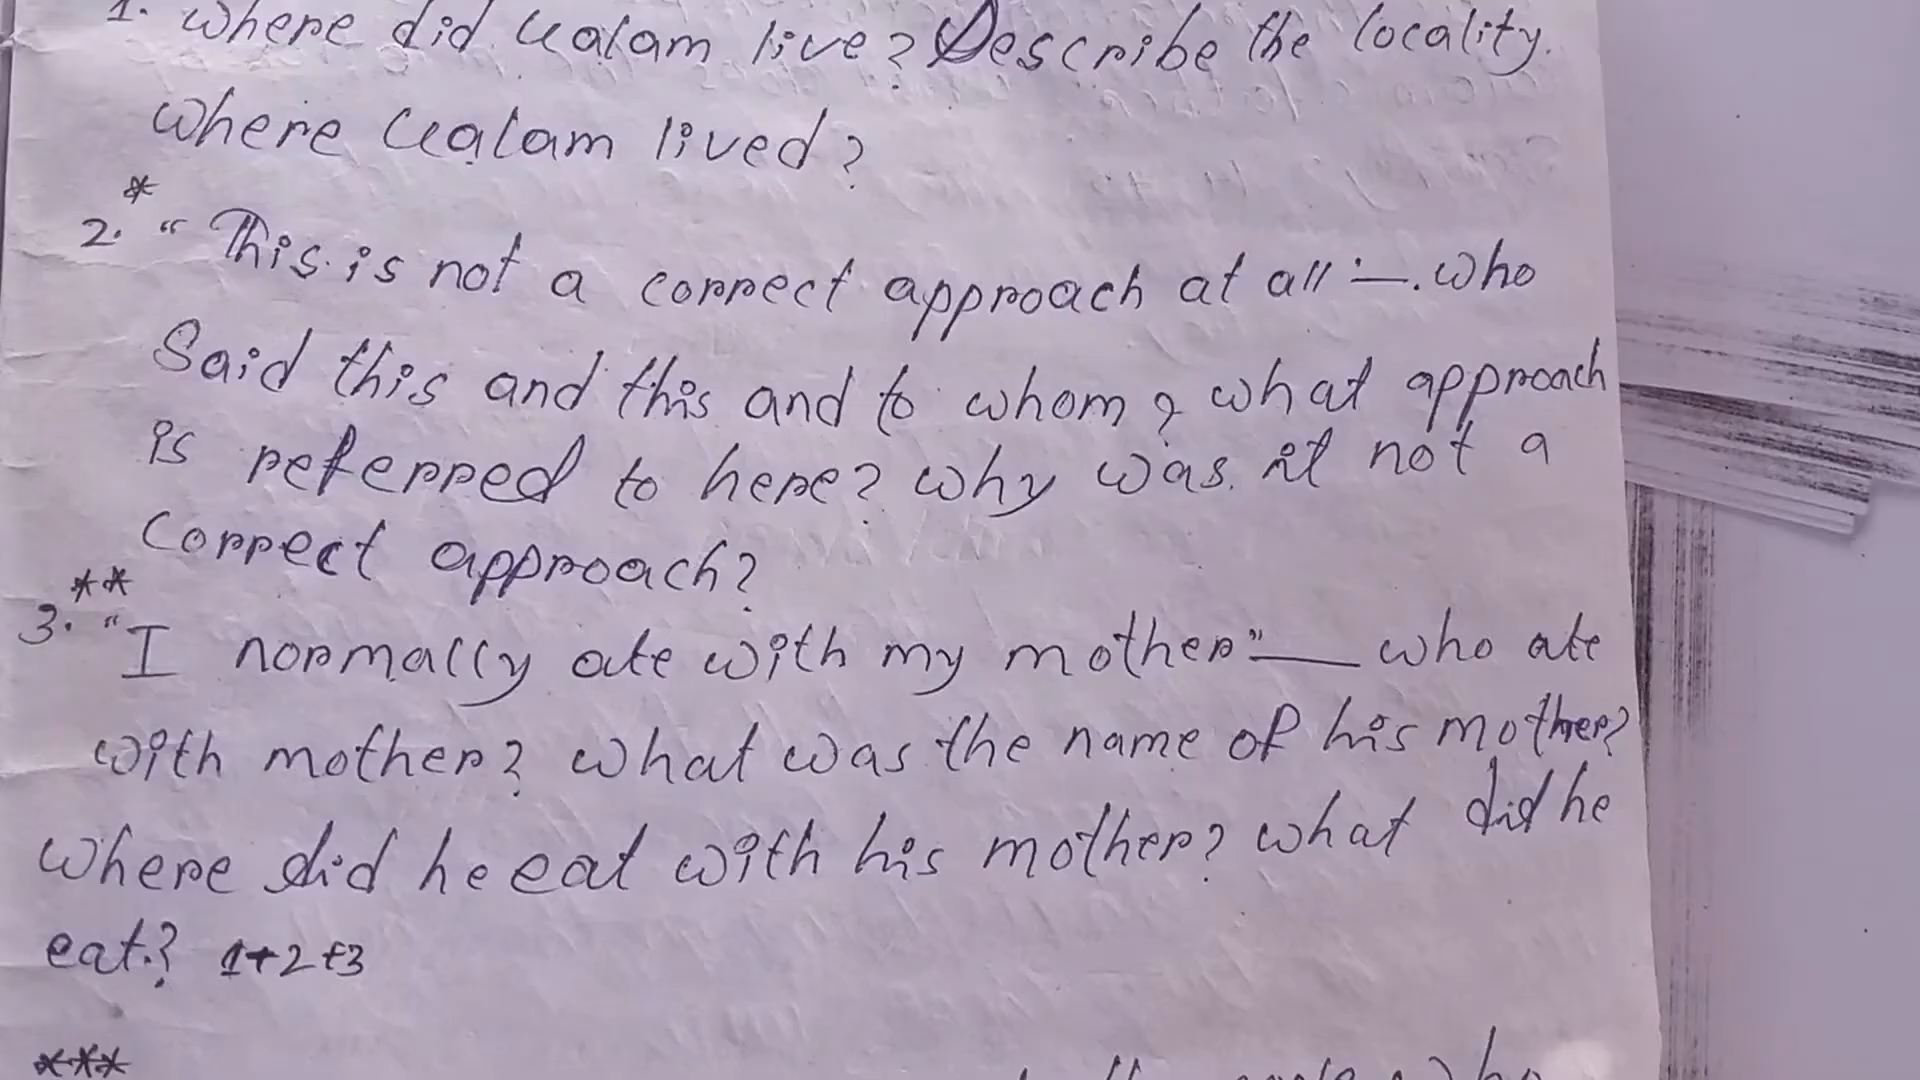 1. Where did Kalam live? Describe the locality.
where Kalam lived?
*
2. "This is not a correct approach at all :—. who
Said this and this and to whom? what approach
is referred to here? why was it not a
correct approach?
**
3. "I normally ate with my mother" — who ate
with mother? what was the name of his mother?
where did he eat with his mother? what did he
eat? 1+2+3
***